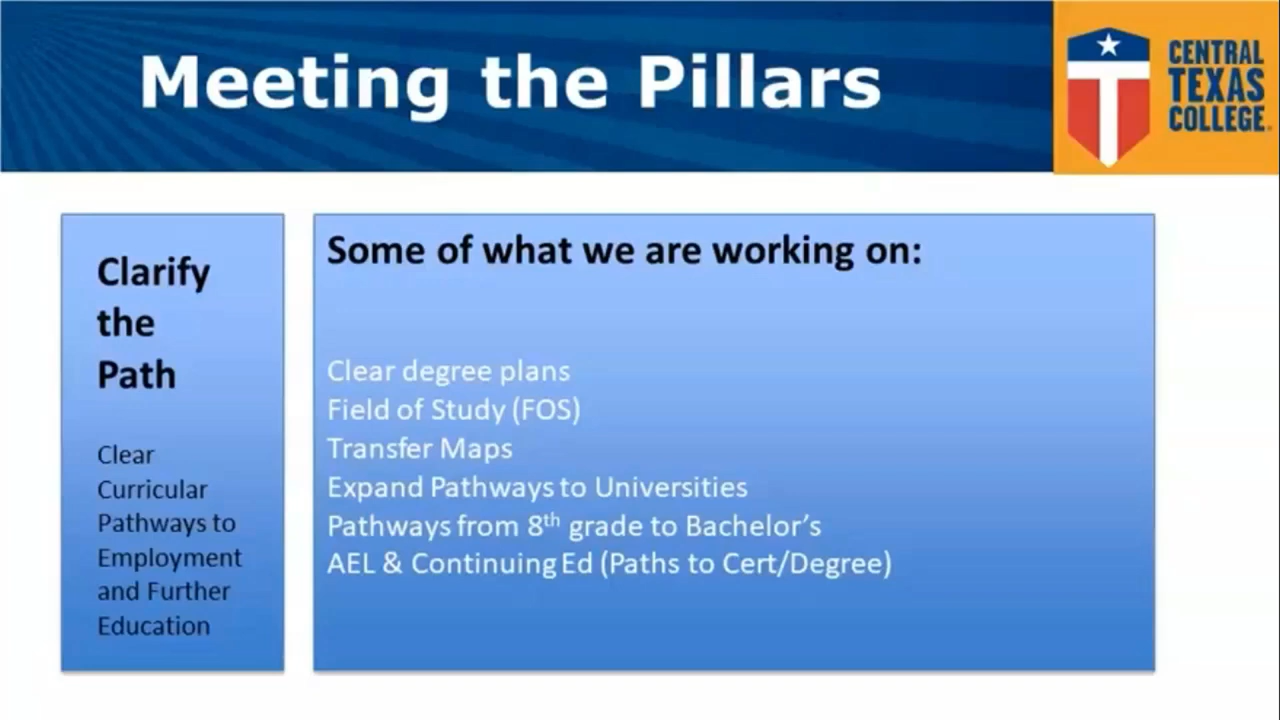 Meeting the Pillars
CENTRAL
TEXAS
COLLEGE
Clarify
the
Path
Clear
Curricular
Pathways to
Employment
and Further
Education
Some of what we are working on:
Clear degree plans
Field of Study (FOS)
Transfer Maps
Expand Pathways to Universities
Pathways from 8th grade to Bachelor’s
AEL & Continuing Ed (Paths to Cert/Degree)